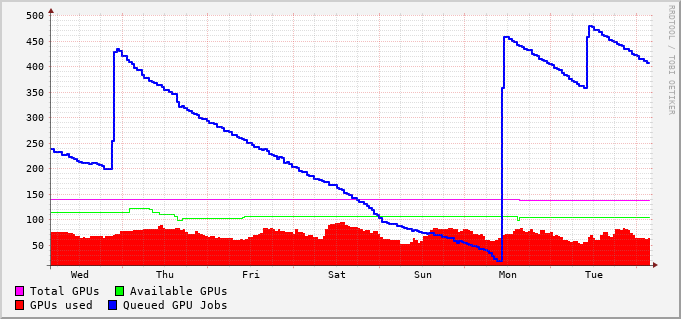 500
450
400
350
300
250
200
150
100
50
Wed Thu Fri Sat Sun Mon Tue
Total GPUs Available GPUs
GPUs used Queued GPU Jobs
RRDTOOL / TOBI OETIKER